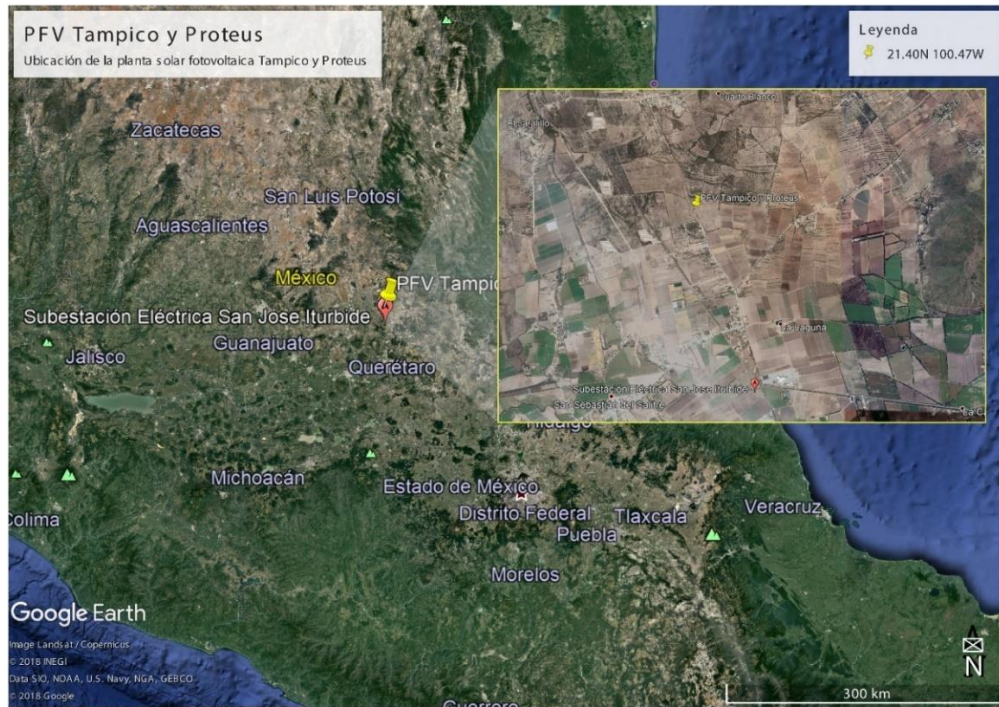 PFV Tampico y Proteus
Ubicación de la planta solar fotovoltaica Tampico y Proteus
Leyenda
21.40N 100.47W
Zacatecas
San Luis Potosí
Aguascalientes
México
PFV Tampic
Subestación Eléctrica San Jose Iturbide
Guanajuato
Jalisco
Querétaro
PFV Tampico y Proteus
La Laguna
Subestación Eléctrica San Jose Iturbide
San Sebastián del Salitre
Hidalgo
Michoacán
Estado de México
Distrito Federal
Tlaxcala
Veracruz
Colima
Puebla
Morelos
Google Earth
Image Landsat / Copernicus
© 2018 INEGI
Data SIO, NOAA, U.S. Navy, NGA, GEBCO
© 2018 Google
N
300 km
Guerrero